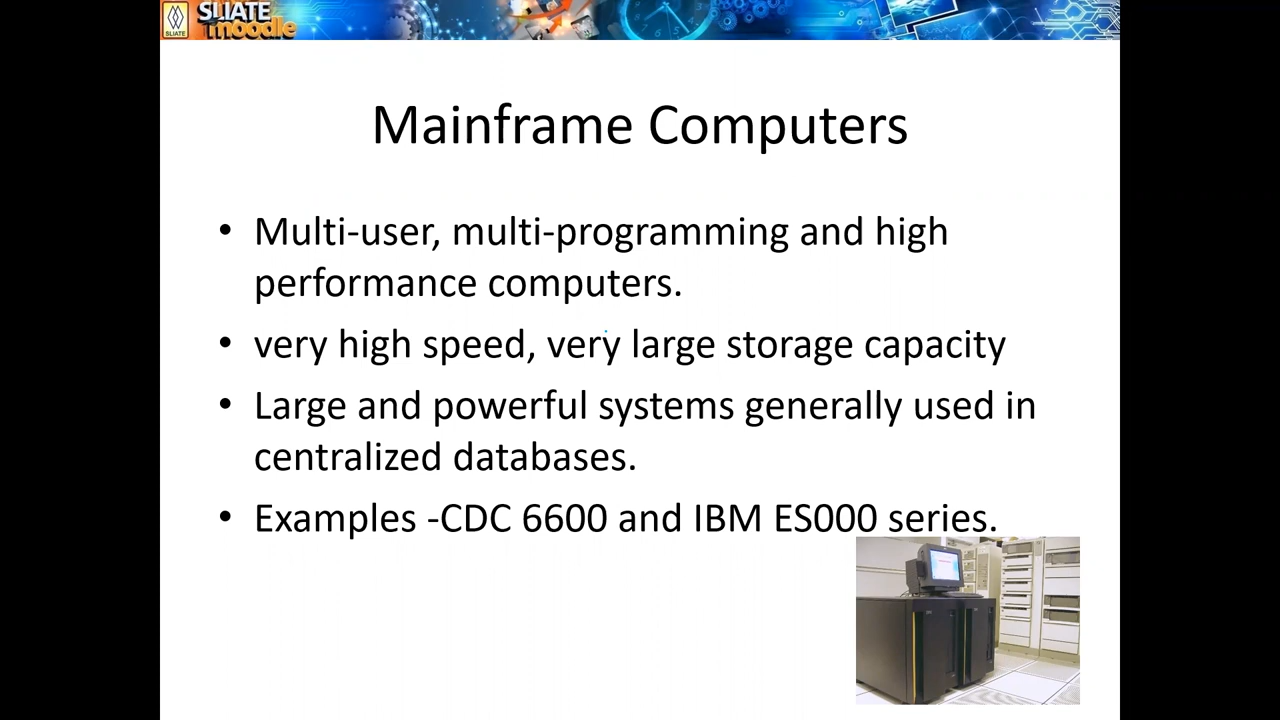 SLIATE
moodle
SLIATE
Mainframe Computers
• Multi-user, multi-programming and high
performance computers.
• very high speed, very large storage capacity
• Large and powerful systems generally used in
centralized databases.
• Examples -CDC 6600 and IBM ES000 series.